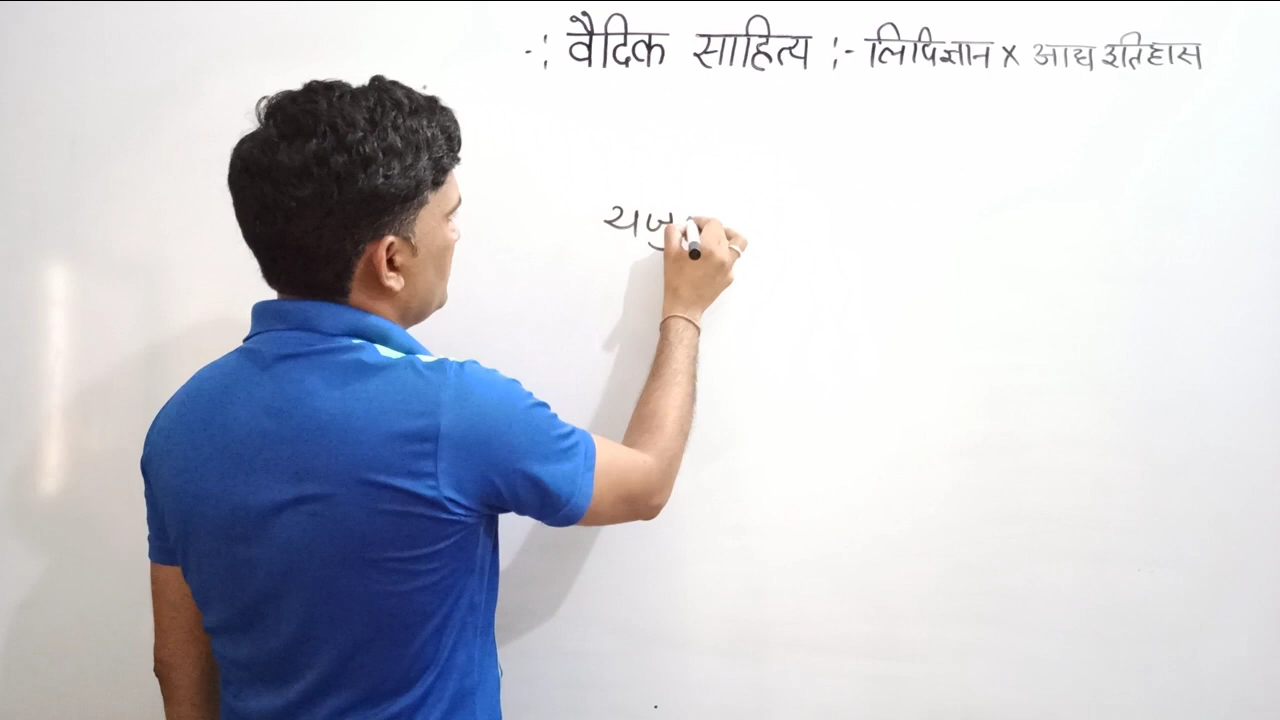 -: वैदिक साहित्य :- लिपिज्ञान x आद्य इतिहास
यजु